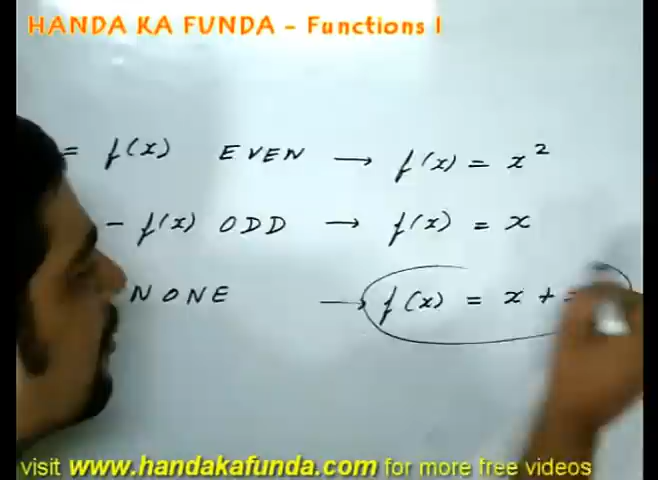 HANDA KA FUNDA - Functions I
= f(x) EVEN → f(x) = x²
- f(x) ODD → f(x) = x
NONE → f(x) = x +
visit www.handakafunda.com for more free videos